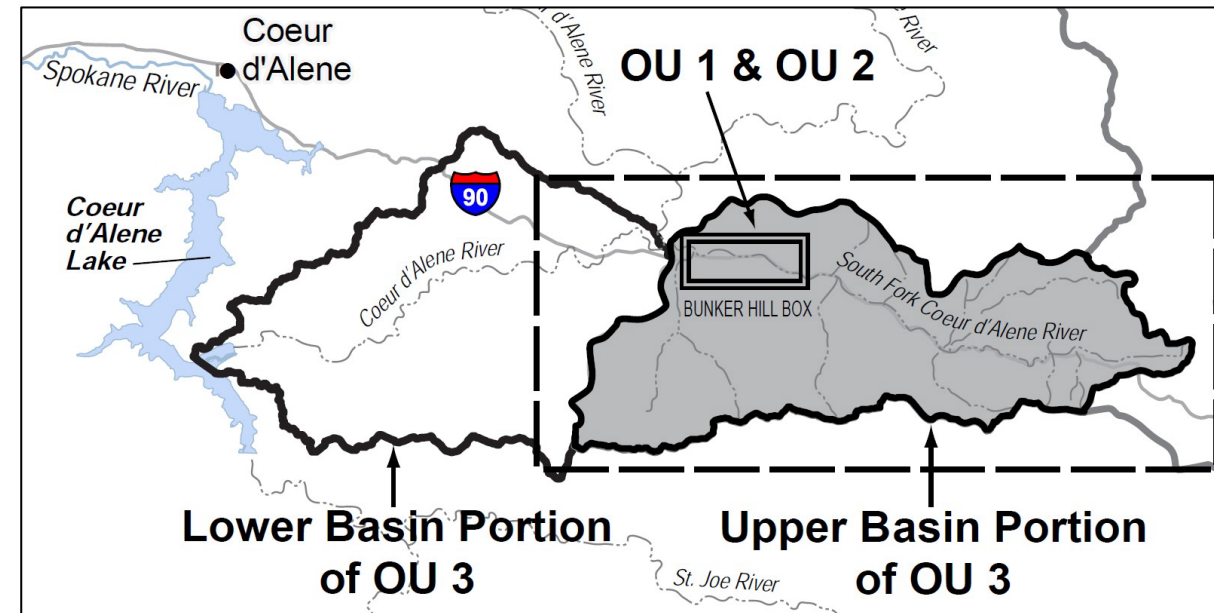 Coeur
d'Alene
Spokane River
d'Alene River
River
OU 1 & OU 2
90
Coeur
d'Alene
Lake
Coeur d'Alene River
South Fork Coeur d'Alene River
BUNKER HILL BOX
Lower Basin Portion
of OU 3
Upper Basin Portion
of OU 3
St. Joe River